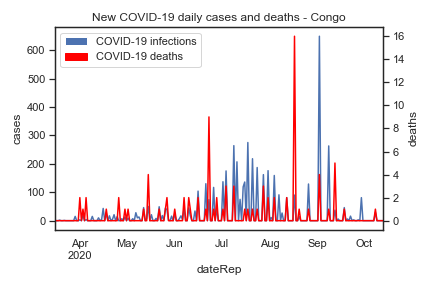 New COVID-19 daily cases and deaths - Congo
COVID-19 infections
COVID-19 deaths
600
500
400
300
200
100
0
cases
16
14
12
10
8
6
4
2
0
deaths
Apr
2020
May
Jun
Jul
Aug
Sep
Oct
dateRep